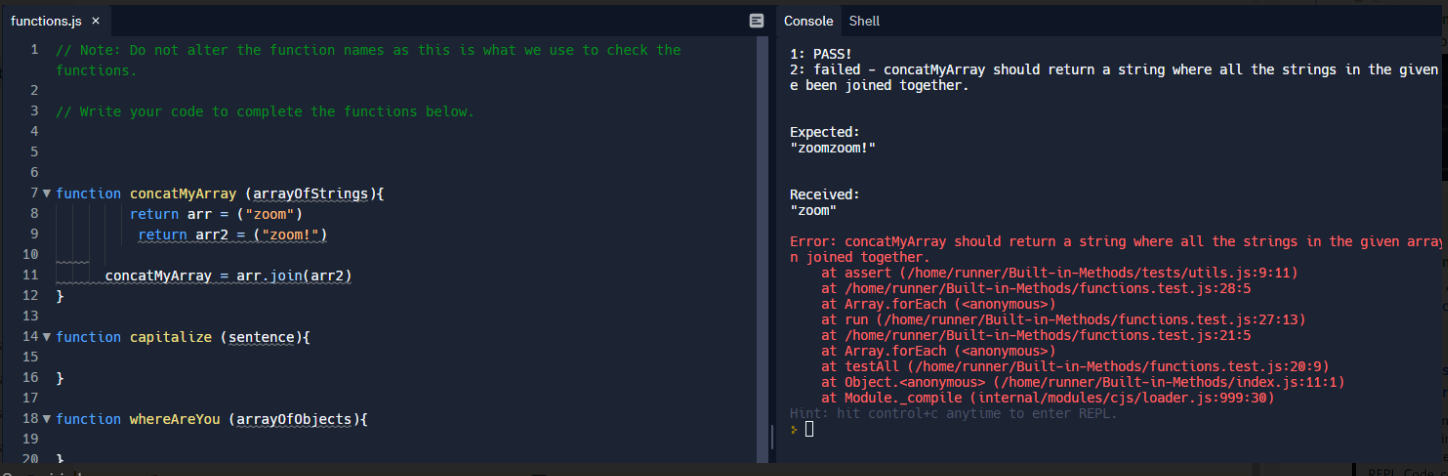 functions.js ×
1 // Note: Do not alter the function names as this is what we use to check the
functions.
2
3 // Write your code to complete the functions below.
4
5
6
7 function concatMyArray (arrayOfStrings){
8 return arr = ("zoom")
9 return arr2 = ("zoom!")
10
11 concatMyArray = arr.join(arr2)
12 }
13
14 function capitalize (sentence){
15
16 }
17
18 function whereAreYou (arrayOfObjects){
19
20 }
Console Shell
1: PASS!
2: failed - concatMyArray should return a string where all the strings in the given
e been joined together.
Expected:
"zoomzoom!"
Received:
"zoom"
Error: concatMyArray should return a string where all the strings in the given array
n joined together.
at assert (/home/runner/Built-in-Methods/tests/utils.js:9:11)
at /home/runner/Built-in-Methods/functions.test.js:28:5
at Array.forEach (<anonymous>)
at run (/home/runner/Built-in-Methods/functions.test.js:27:13)
at /home/runner/Built-in-Methods/functions.test.js:21:5
at Array.forEach (<anonymous>)
at testAll (/home/runner/Built-in-Methods/functions.test.js:20:9)
at Object.<anonymous> (/home/runner/Built-in-Methods/index.js:11:1)
at Module._compile (internal/modules/cjs/loader.js:999:30)
Hint: hit control+c anytime to enter REPL.